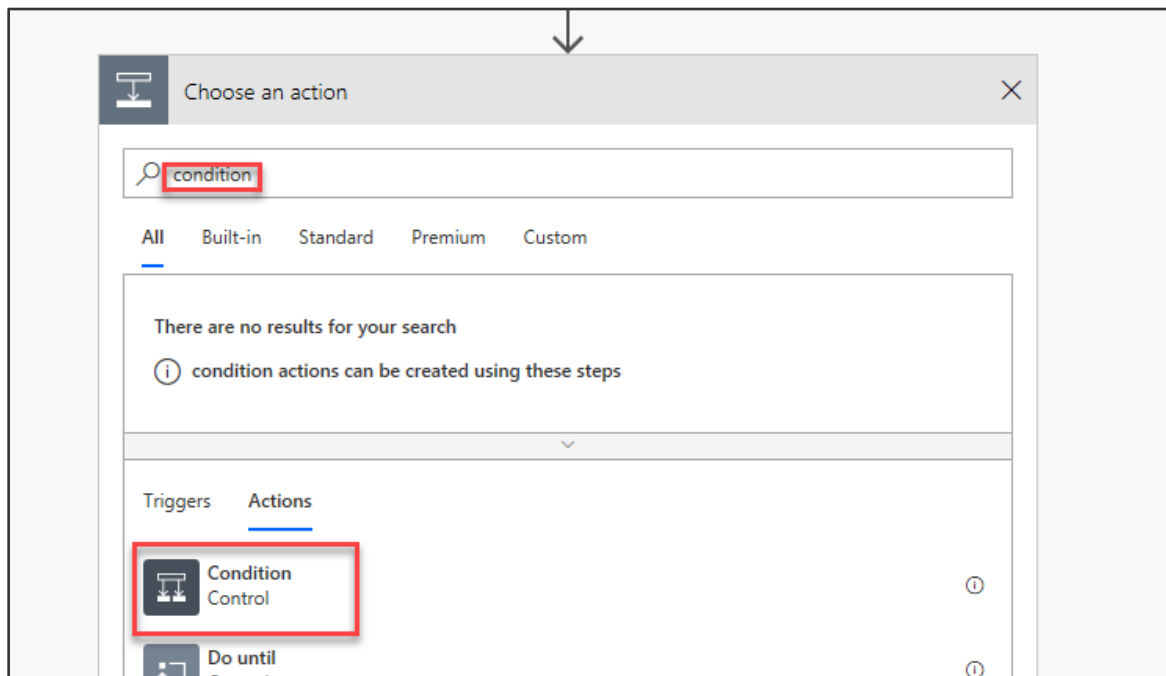 Choose an action
condition
All Built-in Standard Premium Custom
There are no results for your search
condition actions can be created using these steps
Triggers Actions
Condition
Control
Do until